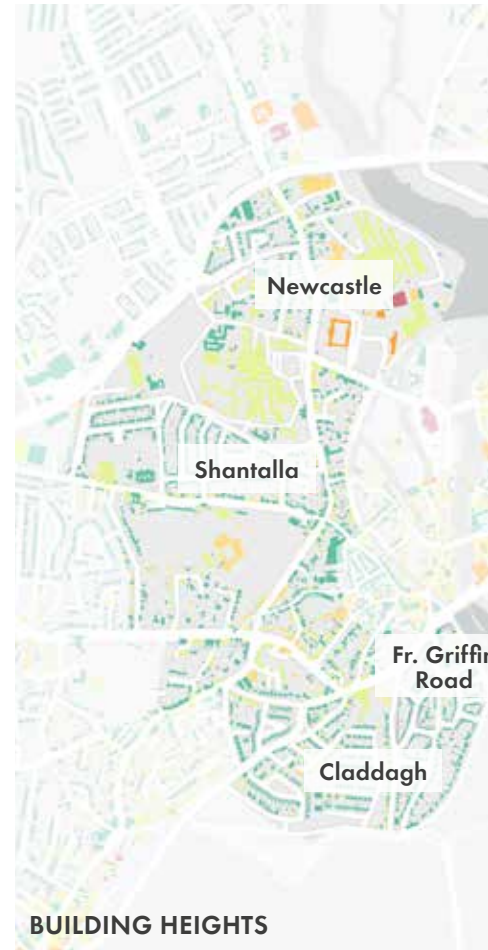 Newcastle
Shantalla
Fr. Griffin
Road
Claddagh
BUILDING HEIGHTS